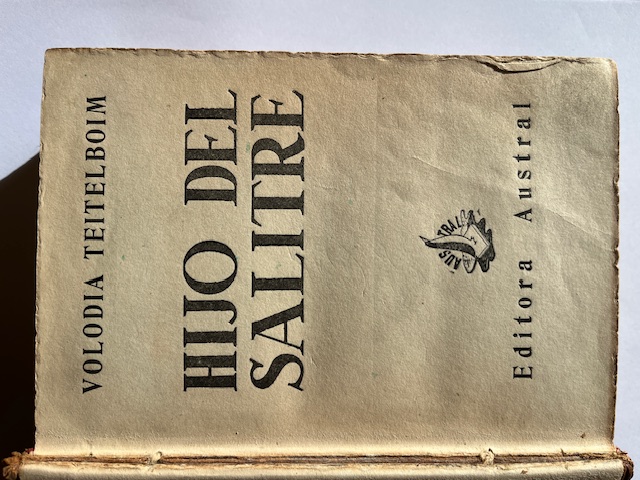 VOLODIA TEITELBOIM
HIJO DEL
SALITRE
AUSTRAL
Editora Austral